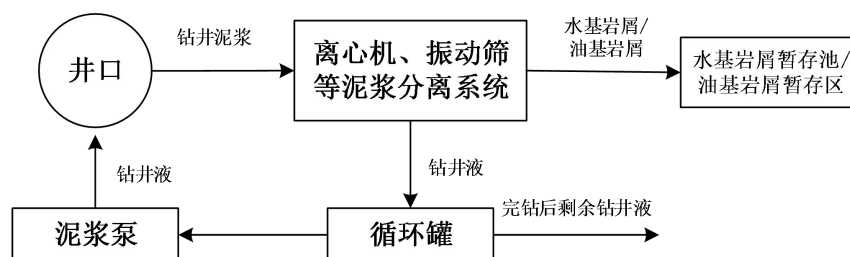 钻井泥浆
井口
离心机、振动筛
等泥浆分离系统
水基岩屑/
油基岩屑
水基岩屑暂存池/
油基岩屑暂存区
钻井液
钻井液
完钻后剩余钻井液
泥浆泵
循环罐